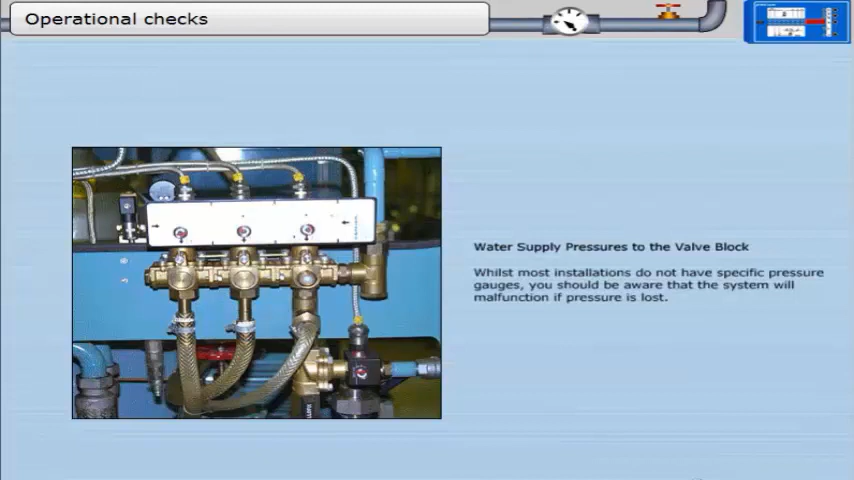 Operational checks
Water Supply Pressures to the Valve Block
Whilst most installations do not have specific pressure
gauges, you should be aware that the system will
malfunction if pressure is lost.